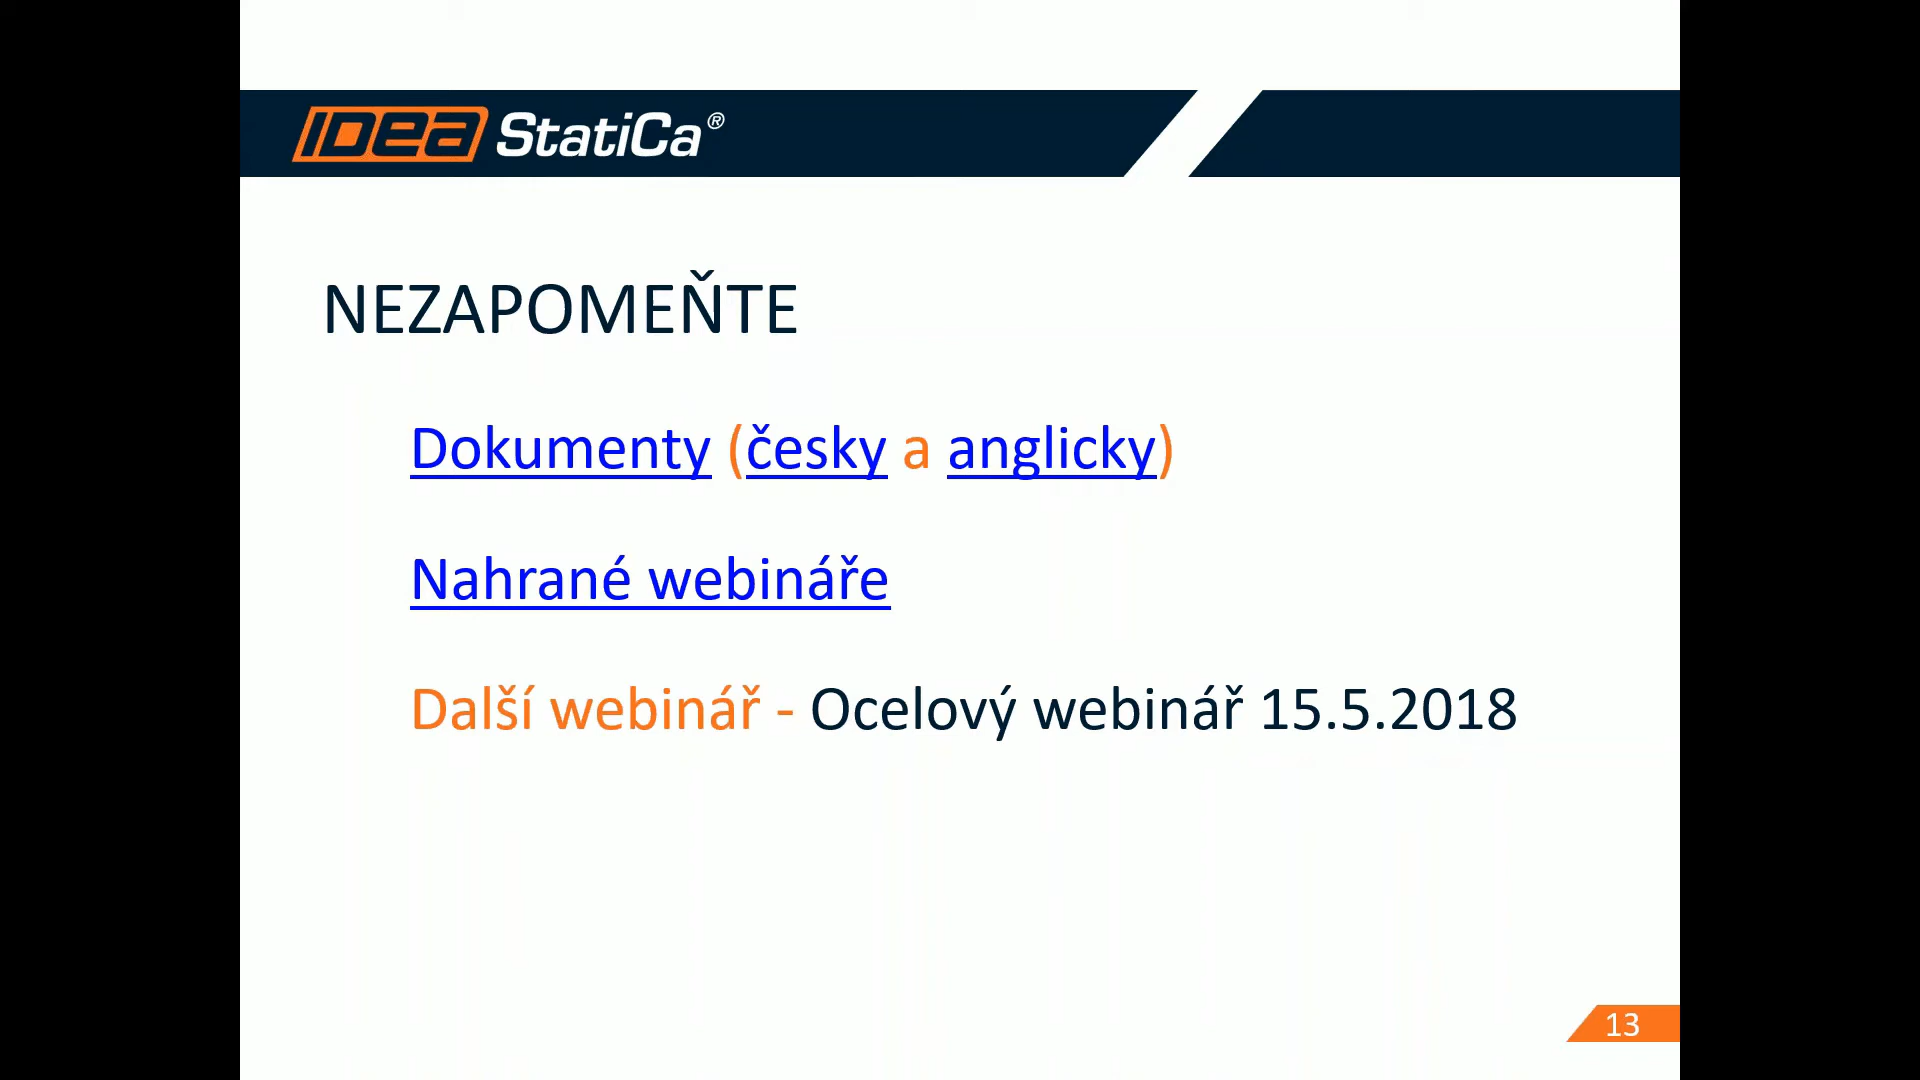 IDEA StatiCa®
NEZAPOMEŇTE
Dokumenty (česky a anglicky)
Nahrané webináře
Další webinář - Ocelový webinář 15.5.2018
13